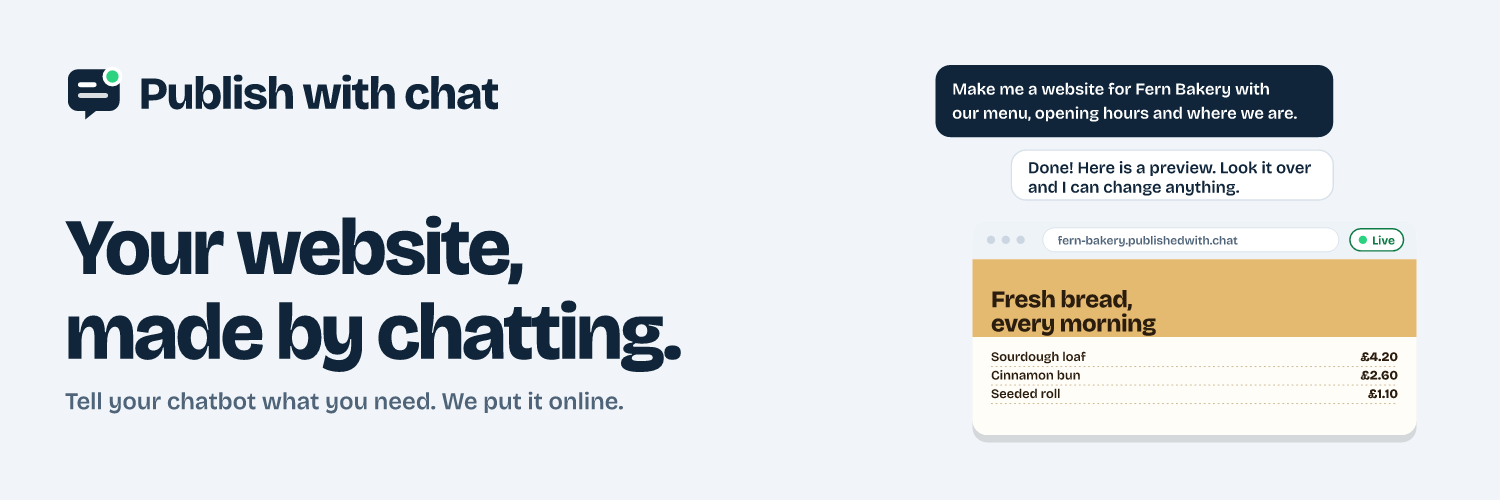 Publish with chat
Your website,
made by chatting.
Tell your chatbot what you need. We put it online.
Make me a website for Fern Bakery with
our menu, opening hours and where we are.
Done! Here is a preview. Look it over
and I can change anything.
fern-bakery.publishedwith.chat
Live
Fresh bread,
every morning
Sourdough loaf £4.20
Cinnamon bun £2.60
Seeded roll £1.10